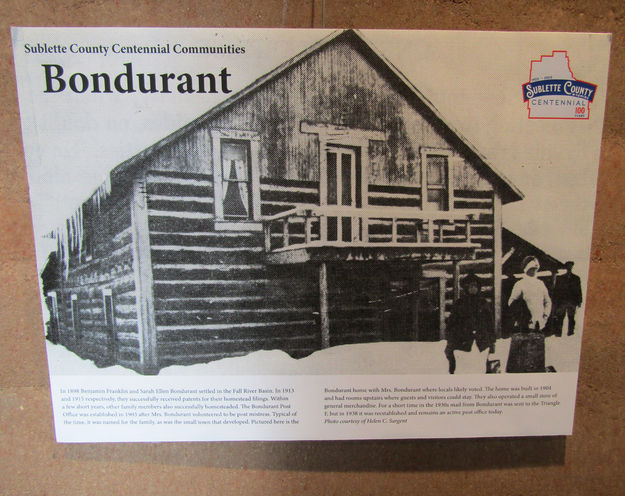 Sublette County Centennial Communities
Bondurant
SUBLETTE COUNTY
CENTENNIAL
100
YEARS
In 1898 Benjamin Franklin and Sarah Ellen Bondurant settled in the Fall River Basin. In 1913
and 1915 respectively, they successfully received patents for their homestead filings. Within
a few short years, other family members also successfully homesteaded. The Bondurant Post
Office was established in 1903 after Mrs. Bondurant volunteered to be post mistress. Typical of
the time, it was named for the family, as was the small town that developed. Pictured here is the
Bondurant home with Mrs. Bondurant where locals likely voted. The home was built in 1904
and had rooms upstairs where guests and visitors could stay. They also operated a small store of
general merchandise. For a short time in the 1930s mail from Bondurant was sent to the Triangle
F, but in 1938 it was reestablished and remains an active post office today.
Photo courtesy of Helen C. Sargent